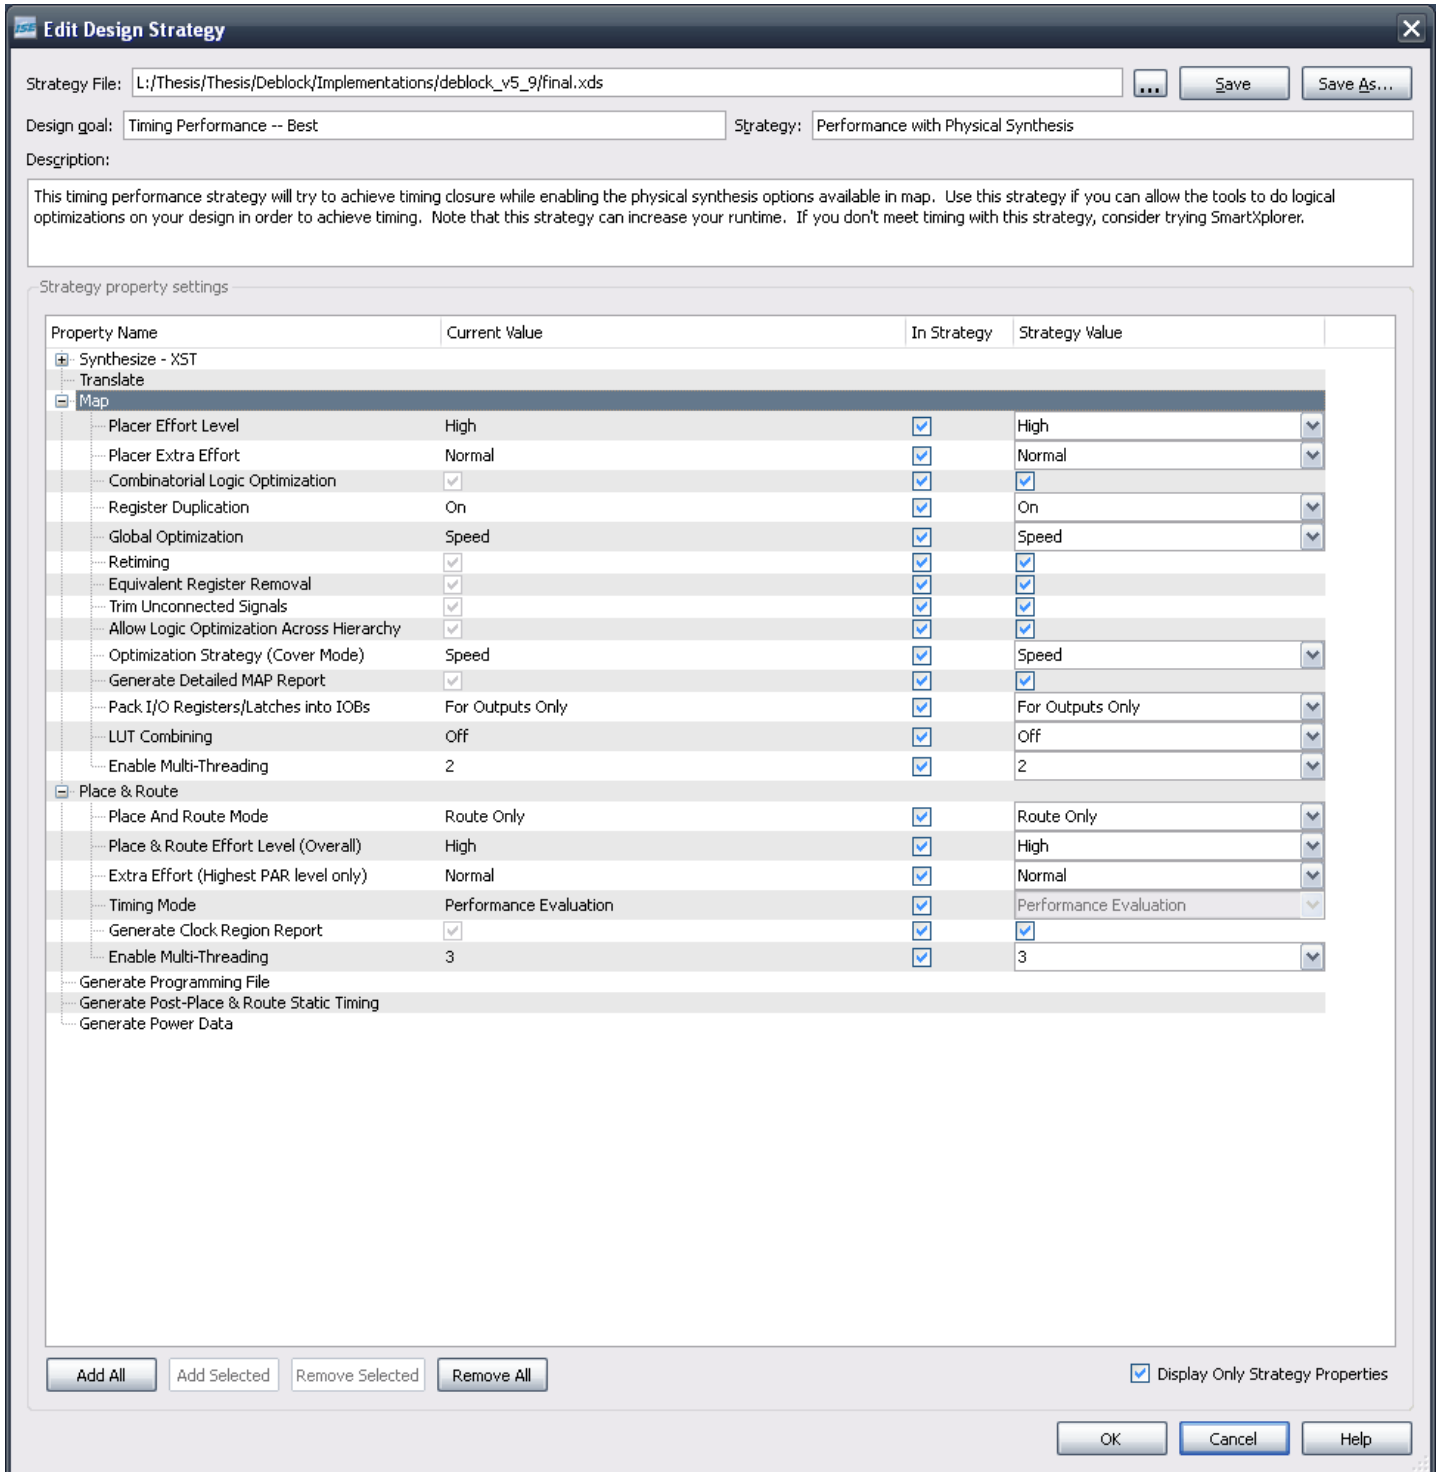 ISE Edit Design Strategy
Strategy File: L:/Thesis/Thesis/Deblock/Implementations/deblock_v5_9/final.xds ... Save Save As...
Design goal: Timing Performance -- Best Strategy: Performance with Physical Synthesis
Description:
This timing performance strategy will try to achieve timing closure while enabling the physical synthesis options available in map. Use this strategy if you can allow the tools to do logical
optimizations on your design in order to achieve timing. Note that this strategy can increase your runtime. If you don't meet timing with this strategy, consider trying SmartXplorer.
Strategy property settings
Property Name Current Value In Strategy Strategy Value
Synthesize - XST
Translate
Map
Placer Effort Level High High
Placer Extra Effort Normal Normal
Combinatorial Logic Optimization
Register Duplication On On
Global Optimization Speed Speed
Retiming
Equivalent Register Removal
Trim Unconnected Signals
Allow Logic Optimization Across Hierarchy
Optimization Strategy (Cover Mode) Speed Speed
Generate Detailed MAP Report
Pack I/O Registers/Latches into IOBs For Outputs Only For Outputs Only
LUT Combining Off Off
Enable Multi-Threading 2 2
Place & Route
Place And Route Mode Route Only Route Only
Place & Route Effort Level (Overall) High High
Extra Effort (Highest PAR level only) Normal Normal
Timing Mode Performance Evaluation Performance Evaluation
Generate Clock Region Report
Enable Multi-Threading 3 3
Generate Programming File
Generate Post-Place & Route Static Timing
Generate Power Data
Add All Add Selected Remove Selected Remove All Display Only Strategy Properties
OK Cancel Help